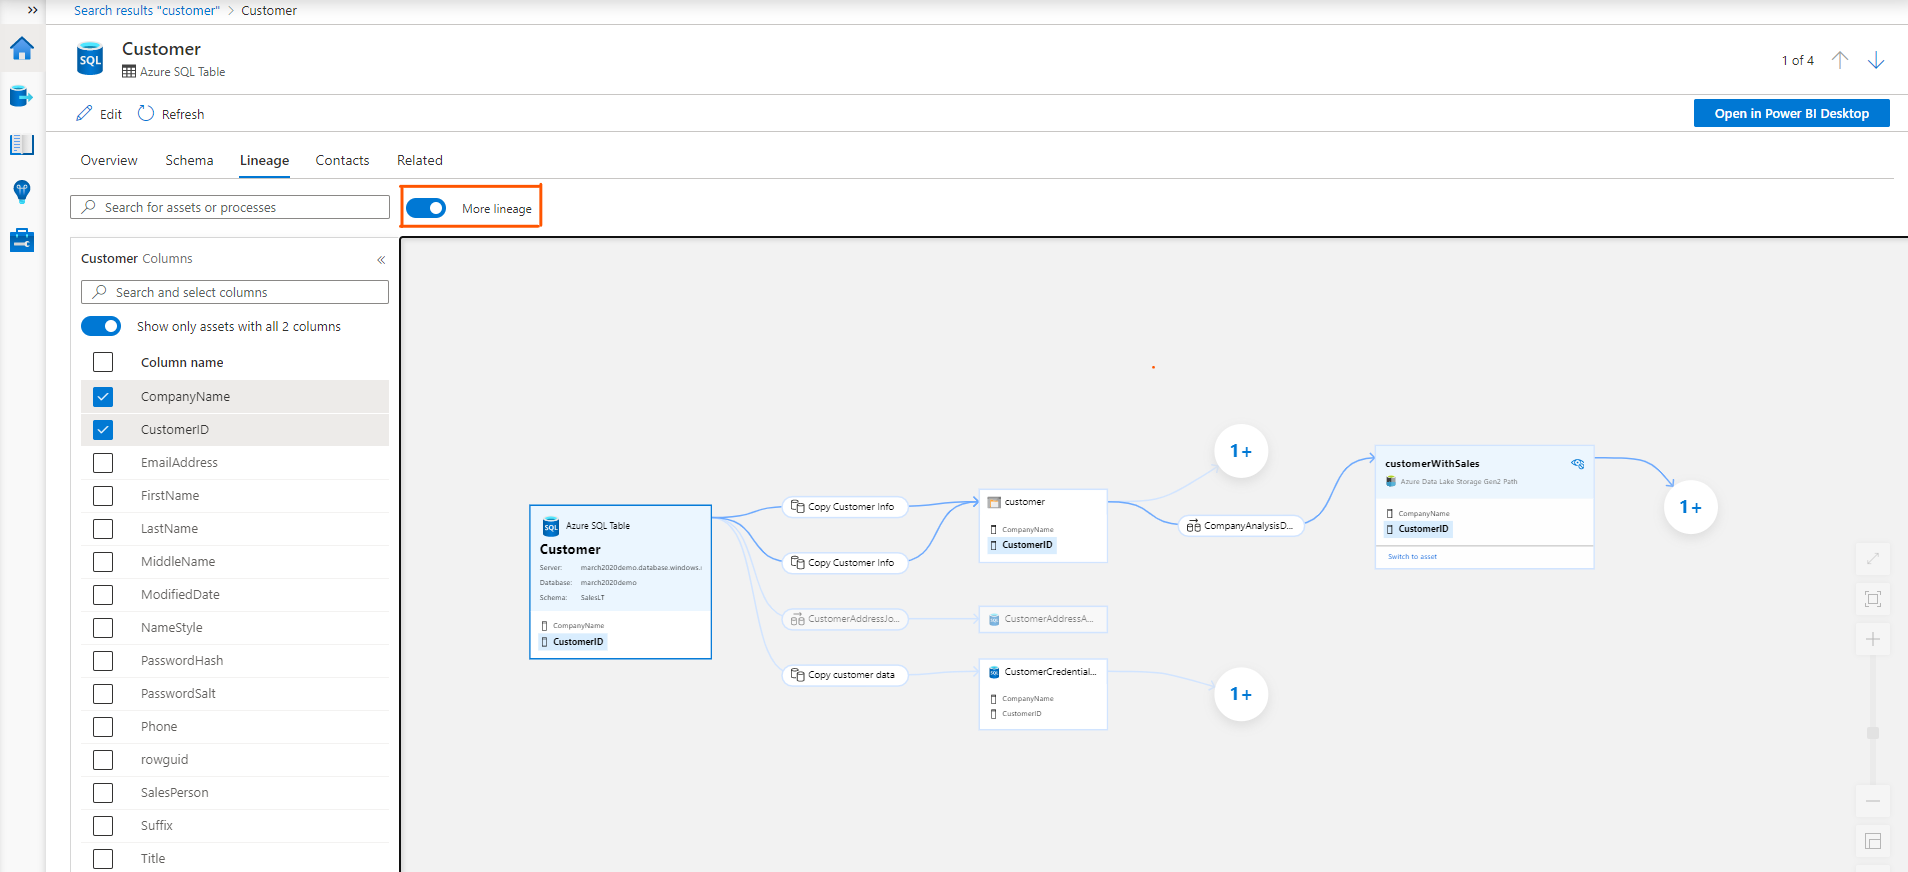 Search results "customer" > Customer
SQL
Customer
Azure SQL Table
1 of 4
Edit
Refresh
Open in Power BI Desktop
Overview
Schema
Lineage
Contacts
Related
Search for assets or processes
More lineage
Customer Columns
Search and select columns
Show only assets with all 2 columns
Column name
CompanyName
CustomerID
EmailAddress
FirstName
LastName
MiddleName
ModifiedDate
NameStyle
PasswordHash
PasswordSalt
Phone
rowguid
SalesPerson
Suffix
Title
SQL
Azure SQL Table
Customer
Server: march2020demo.database.windows.
Database: march2020demo
Schema: SalesLT
CompanyName
CustomerID
Copy Customer Info
Copy Customer Info
CustomerAddressJo...
Copy customer data
customer
CompanyName
CustomerID
CustomerAddressA...
CustomerCredential...
CompanyName
CustomerID
1+
CompanyAnalysisD...
1+
customerWithSales
Azure Data Lake Storage Gen2 Path
CompanyName
CustomerID
Switch to asset
1+